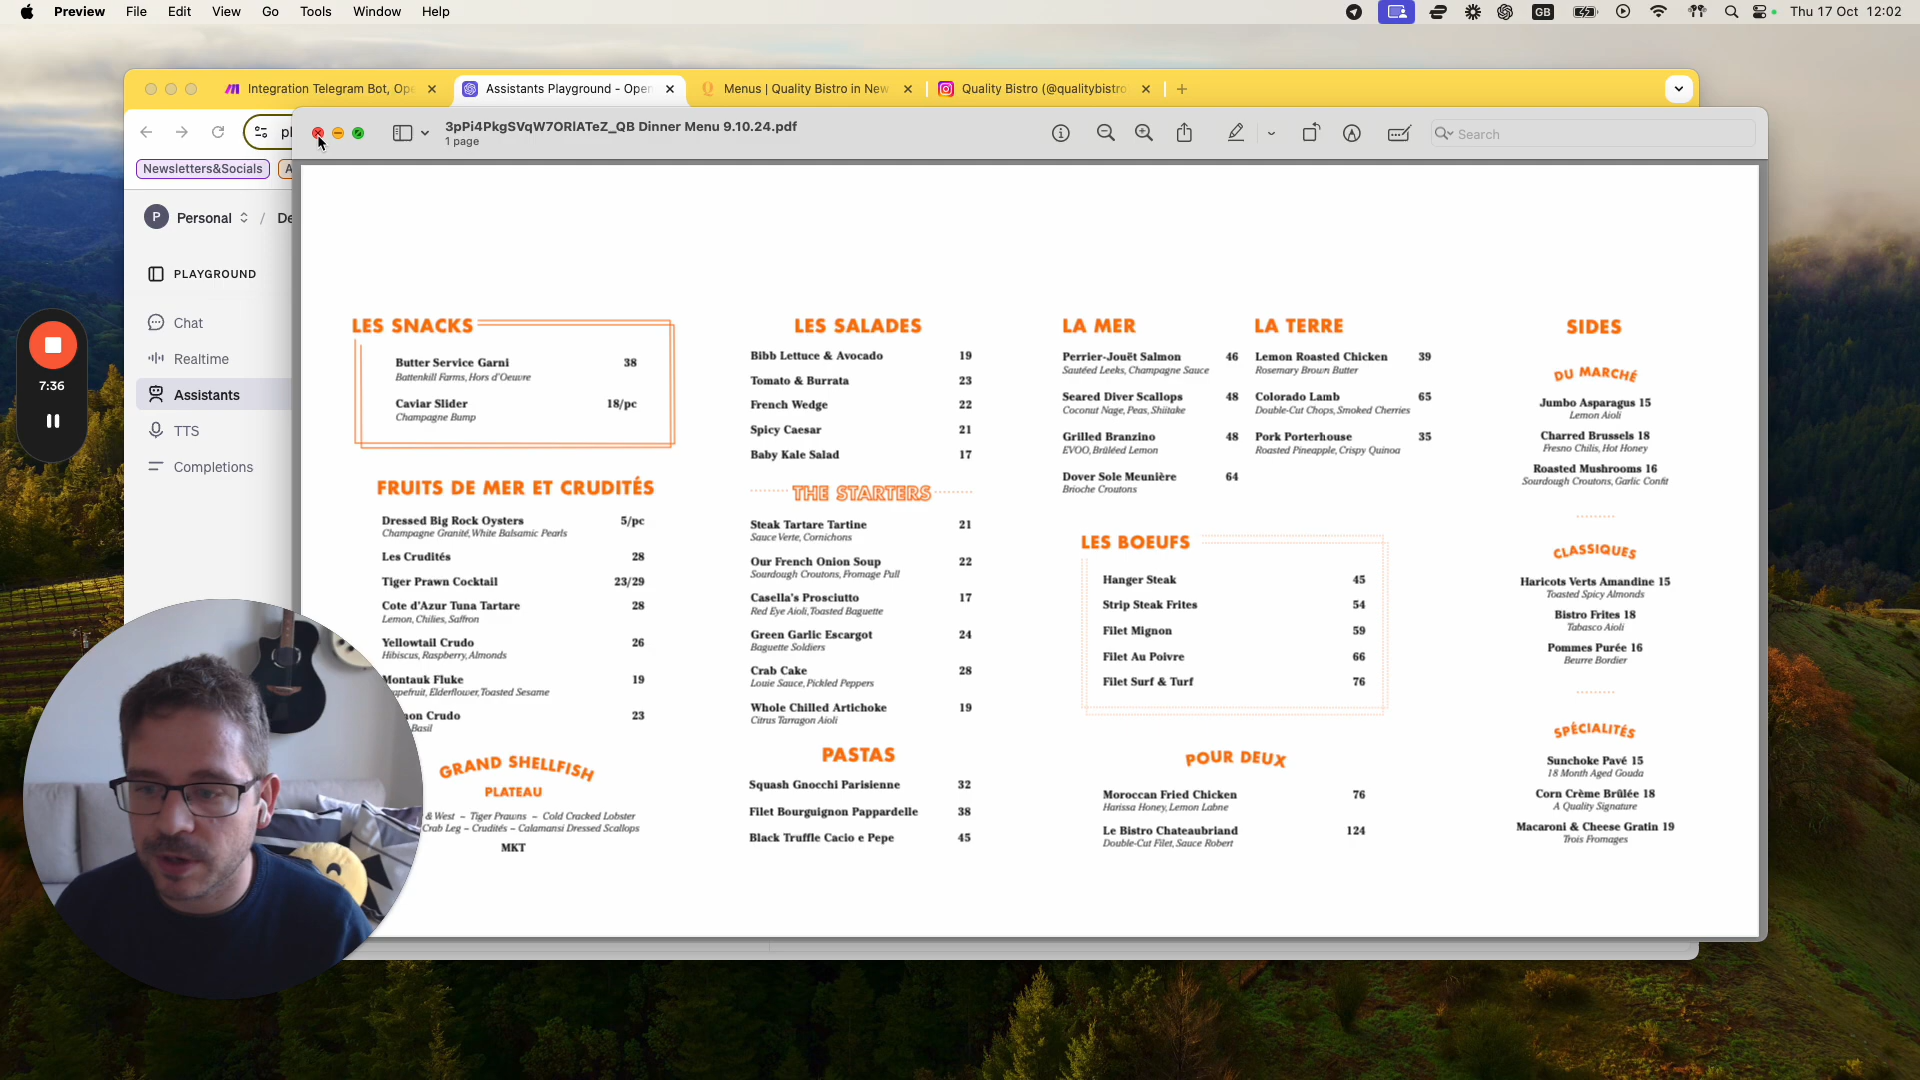 Preview File Edit View Go Tools Window Help
GB
Thu 17 Oct 12:02
Integration Telegram Bot, Ope
Assistants Playground - Open
Menus | Quality Bistro in New
Quality Bistro (@qualitybistro
3pPi4PkgSVqW7ORlATeZ_QB Dinner Menu 9.10.24.pdf
1 page
Search
pl
Newsletters&Socials
A
P Personal / De
PLAYGROUND
Chat
Realtime
Assistants
TTS
Completions
7:36
LES SNACKS
Butter Service Garni 38
Battenkill Farms, Hors d'Oeuvre
Caviar Slider 18/pc
Champagne Bump
FRUITS DE MER ET CRUDITÉS
Dressed Big Rock Oysters 5/pc
Champagne Granité, White Balsamic Pearls
Les Crudités 28
Tiger Prawn Cocktail 23/29
Cote d'Azur Tuna Tartare 28
Lemon, Chilies, Saffron
Yellowtail Crudo 26
Hibiscus, Raspberry, Almonds
Montauk Fluke 19
apefruit, Elderflower, Toasted Sesame
on Crudo 23
Basil
GRAND SHELLFISH
PLATEAU
& West – Tiger Prawns – Cold Cracked Lobster
Crab Leg – Crudités – Calamansi Dressed Scallops
MKT
LES SALADES
Bibb Lettuce & Avocado 19
Tomato & Burrata 23
French Wedge 22
Spicy Caesar 21
Baby Kale Salad 17
THE STARTERS
Steak Tartare Tartine 21
Sauce Verte, Cornichons
Our French Onion Soup 22
Sourdough Croutons, Fromage Pull
Casella's Prosciutto 17
Red Eye Aioli, Toasted Baguette
Green Garlic Escargot 24
Baguette Soldiers
Crab Cake 28
Louie Sauce, Pickled Peppers
Whole Chilled Artichoke 19
Citrus Tarragon Aioli
PASTAS
Squash Gnocchi Parisienne 32
Filet Bourguignon Pappardelle 38
Black Truffle Cacio e Pepe 45
LA MER
Perrier-Jouët Salmon 46
Sautéed Leeks, Champagne Sauce
Seared Diver Scallops 48
Coconut Nage, Peas, Shiitake
Grilled Branzino 48
EVOO, Brûléed Lemon
Dover Sole Meunière 64
Brioche Croutons
LA TERRE
Lemon Roasted Chicken 39
Rosemary Brown Butter
Colorado Lamb 65
Double-Cut Chops, Smoked Cherries
Pork Porterhouse 35
Roasted Pineapple, Crispy Quinoa
LES BOEUFS
Hanger Steak 45
Strip Steak Frites 54
Filet Mignon 59
Filet Au Poivre 66
Filet Surf & Turf 76
POUR DEUX
Moroccan Fried Chicken 76
Harissa Honey, Lemon Labne
Le Bistro Chateaubriand 124
Double-Cut Filet, Sauce Robert
SIDES
DU MARCHÉ
Jumbo Asparagus 15
Lemon Aioli
Charred Brussels 18
Fresno Chilis, Hot Honey
Roasted Mushrooms 16
Sourdough Croutons, Garlic Confit
CLASSIQUES
Haricots Verts Amandine 15
Toasted Spicy Almonds
Bistro Frites 18
Tabasco Aioli
Pommes Purée 16
Beurre Bordier
SPÉCIALITÉS
Sunchoke Pavé 15
18 Month Aged Gouda
Corn Crème Brûlée 18
A Quality Signature
Macaroni & Cheese Gratin 19
Trois Fromages